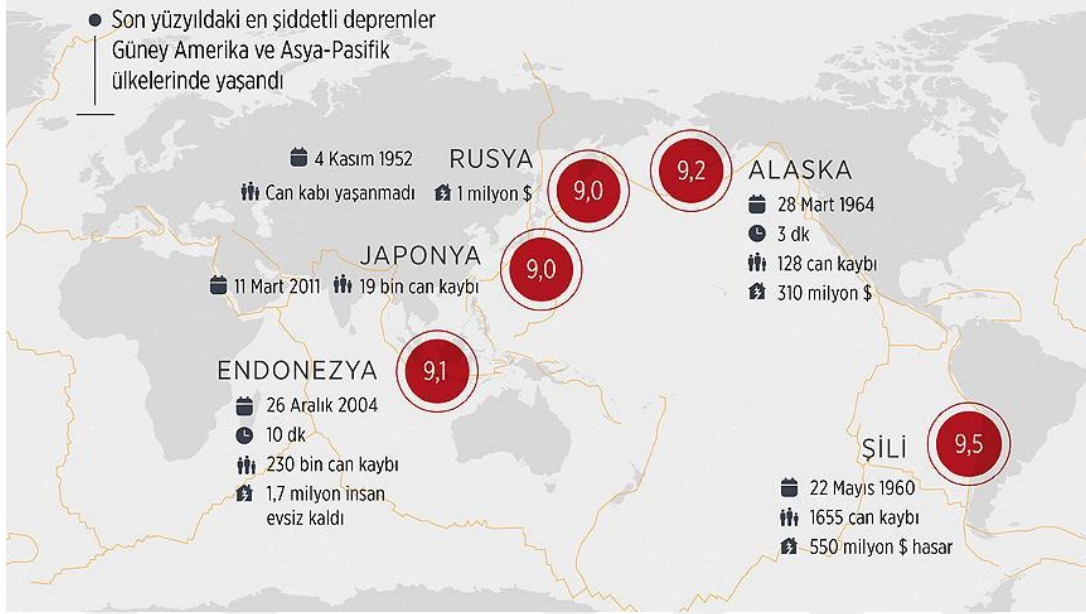 Son yüzyıldaki en şiddetli depremler
Güney Amerika ve Asya-Pasifik
ülkelerinde yaşandı
RUSYA
9,0
4 Kasım 1952
Can kabı yaşanmadı
1 milyon $
9,2
ALASKA
28 Mart 1964
3 dk
128 can kaybı
310 milyon $
JAPONYA
9,0
11 Mart 2011
19 bin can kaybı
ENDONEZYA
9,1
26 Aralık 2004
10 dk
230 bin can kaybı
1,7 milyon insan
evsiz kaldı
ŞİLİ
9,5
22 Mayıs 1960
1655 can kaybı
550 milyon $ hasar